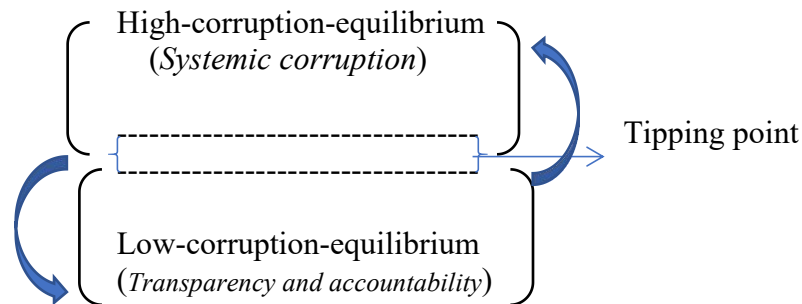 High-corruption-equilibrium
(Systemic corruption)
Tipping point
Low-corruption-equilibrium
(Transparency and accountability)